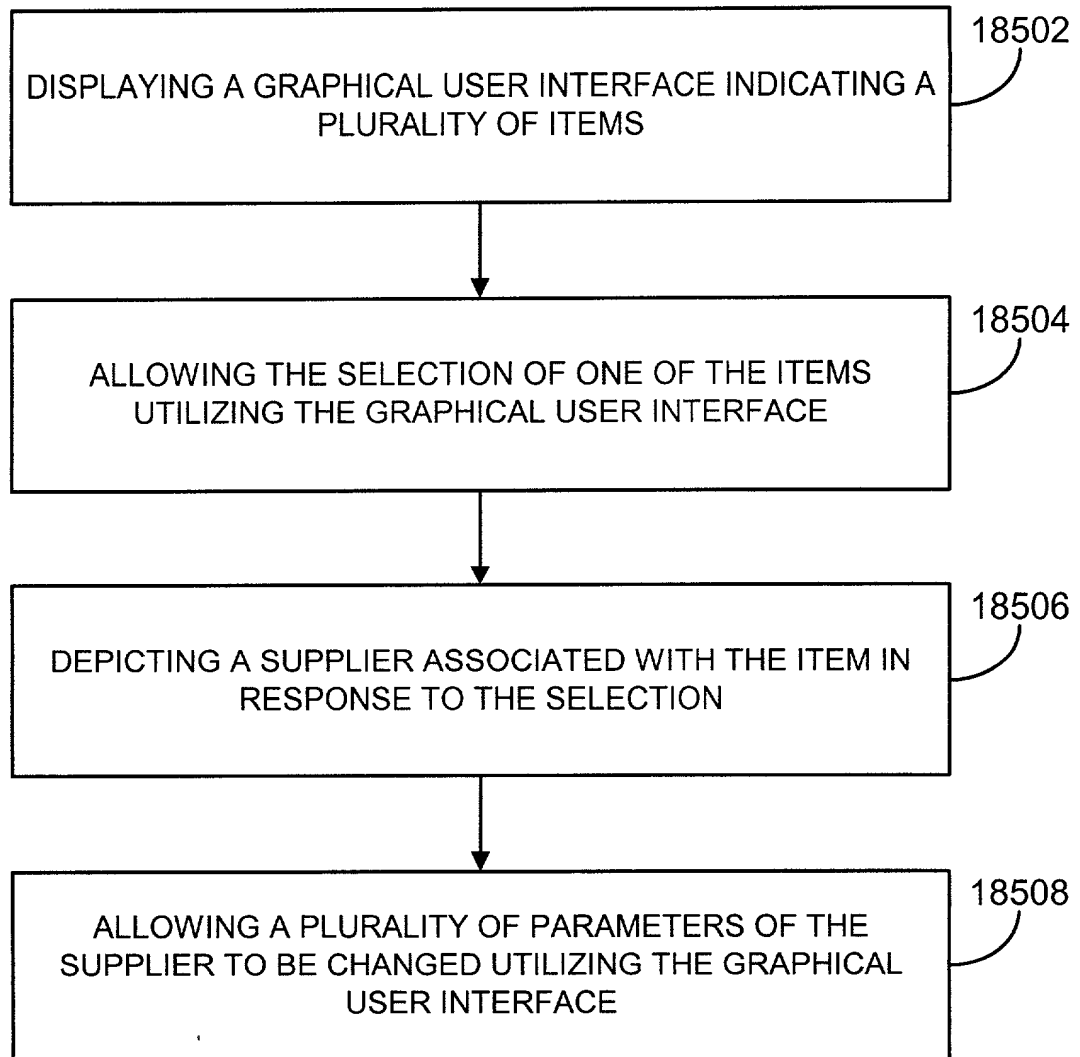 18502
DISPLAYING A GRAPHICAL USER INTERFACE INDICATING A
PLURALITY OF ITEMS
18504
ALLOWING THE SELECTION OF ONE OF THE ITEMS
UTILIZING THE GRAPHICAL USER INTERFACE
18506
DEPICTING A SUPPLIER ASSOCIATED WITH THE ITEM IN
RESPONSE TO THE SELECTION
18508
ALLOWING A PLURALITY OF PARAMETERS OF THE
SUPPLIER TO BE CHANGED UTILIZING THE GRAPHICAL
USER INTERFACE